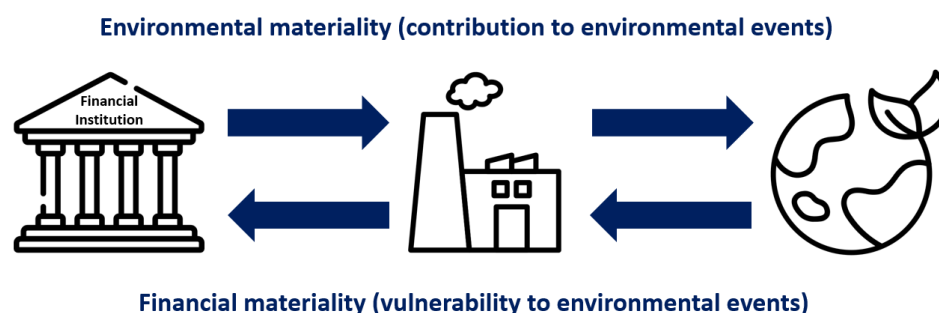 Environmental materiality (contribution to environmental events)
Financial
Institution
Financial materiality (vulnerability to environmental events)